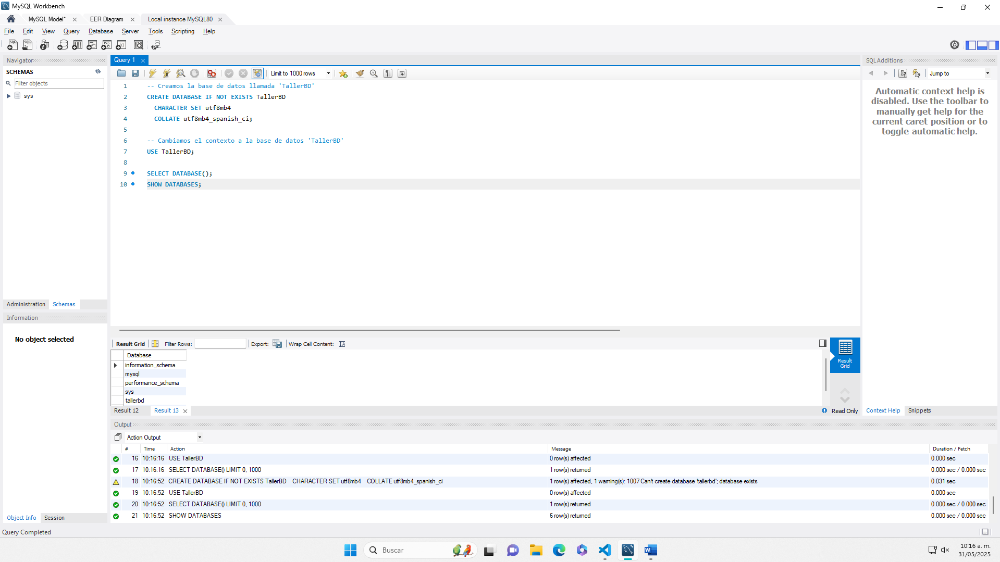 MySQL Workbench
MySQL Model*
EER Diagram
Local instance MySQL80
File Edit View Query Database Server Tools Scripting Help
Navigator
SCHEMAS
Filter objects
sys
Administration Schemas
Information
No object selected
Object Info Session
Query 1
Limit to 1000 rows
1 -- Creamos la base de datos llamada 'TallerBD'
2 CREATE DATABASE IF NOT EXISTS TallerBD
3 CHARACTER SET utf8mb4
4 COLLATE utf8mb4_spanish_ci;
5
6 -- Cambiamos el contexto a la base de datos 'TallerBD'
7 USE TallerBD;
8
9 SELECT DATABASE();
10 SHOW DATABASES;
Result Grid Filter Rows: Export: Wrap Cell Content:
Database
information_schema
mysql
performance_schema
sys
tallerbd
Result Grid
Result 12 Result 13
Read Only
SQLAdditions
Jump to
Automatic context help is
disabled. Use the toolbar to
manually get help for the
current caret position or to
toggle automatic help.
Context Help Snippets
Output
Action Output
# Time Action Message Duration / Fetch
16 10:16:16 USE TallerBD 0 row(s) affected 0.000 sec
17 10:16:16 SELECT DATABASE() LIMIT 0, 1000 1 row(s) returned 0.000 sec / 0.000 sec
18 10:16:52 CREATE DATABASE IF NOT EXISTS TallerBD CHARACTER SET utf8mb4 COLLATE utf8mb4_spanish_ci 1 row(s) affected, 1 warning(s): 1007 Can't create database 'tallerbd'; database exists 0.031 sec
19 10:16:52 USE TallerBD 0 row(s) affected 0.000 sec
20 10:16:52 SELECT DATABASE() LIMIT 0, 1000 1 row(s) returned 0.000 sec / 0.000 sec
21 10:16:52 SHOW DATABASES 6 row(s) returned 0.000 sec / 0.000 sec
Query Completed
Buscar
10:16 a. m.
31/05/2025